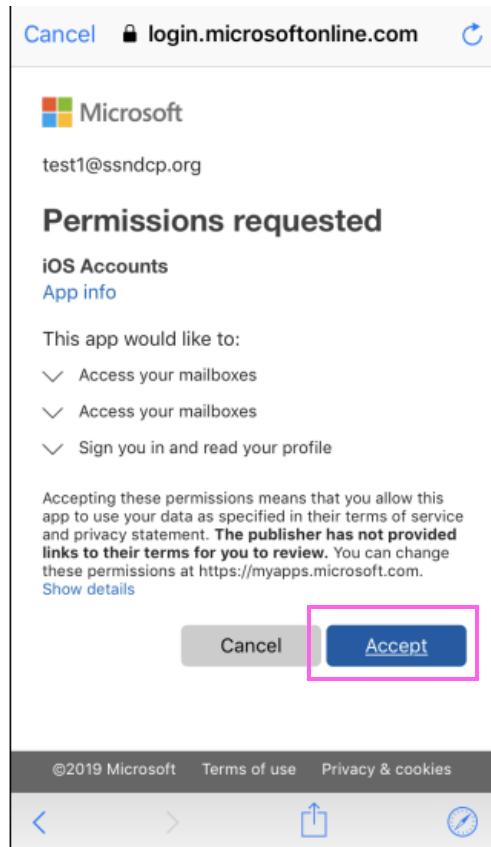 Cancel login.microsoftonline.com
Microsoft
test1@ssndcp.org
Permissions requested
iOS Accounts
App info
This app would like to:
Access your mailboxes
Access your mailboxes
Sign you in and read your profile
Accepting these permissions means that you allow this
app to use your data as specified in their terms of service
and privacy statement. The publisher has not provided
links to their terms for you to review. You can change
these permissions at https://myapps.microsoft.com.
Show details
Cancel Accept
©2019 Microsoft Terms of use Privacy & cookies